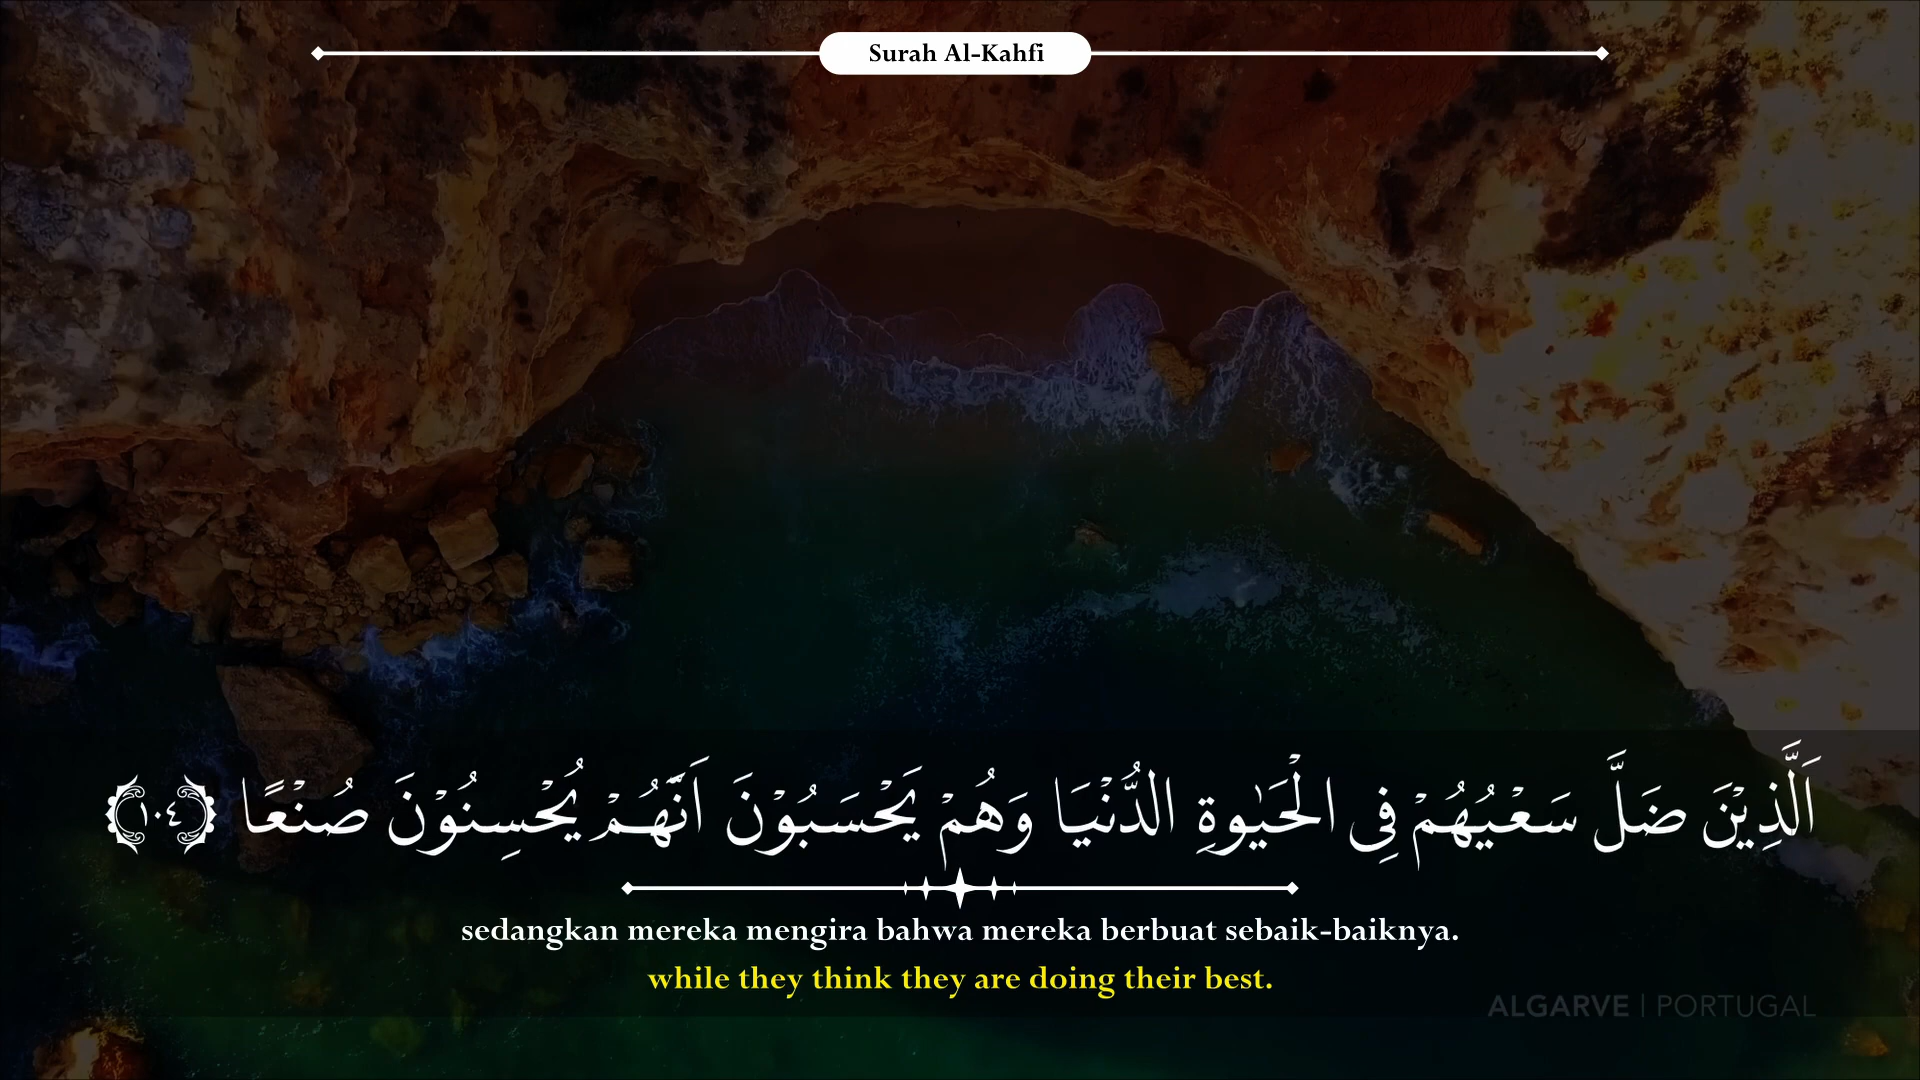 Surah Al-Kahfi
اَلَّذِيْنَ ضَلَّ سَعْيُهُمْ فِى الْحَيٰوةِ الدُّنْيَا وَهُمْ يَحْسَبُوْنَ اَنَّهُمْ يُحْسِنُوْنَ صُنْعًا ﴿١٠٤﴾
sedangkan mereka mengira bahwa mereka berbuat sebaik-baiknya.
while they think they are doing their best.
ALGARVE | PORTUGAL